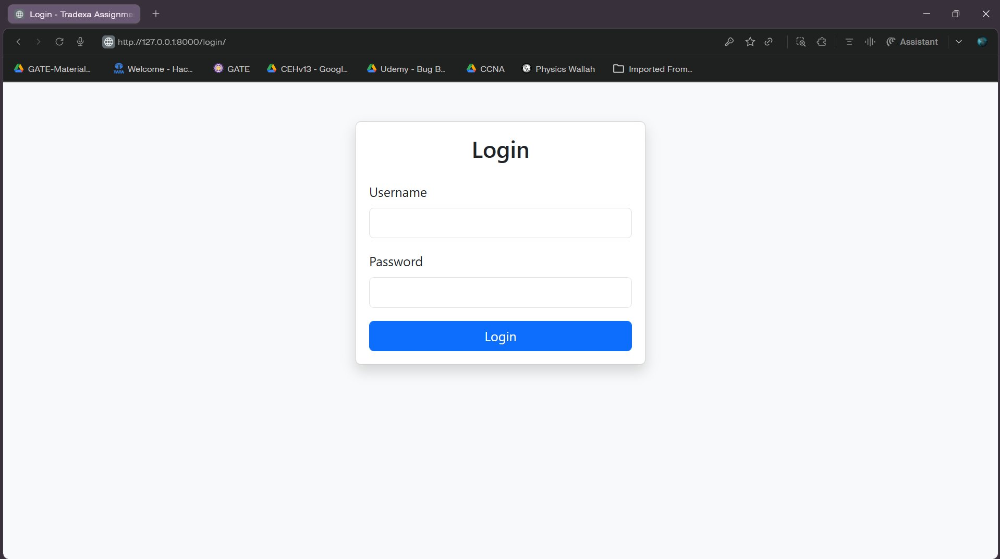 Login - Tradexa Assignme
http://127.0.0.1:8000/login/
Assistant
GATE-Material...
TATA
Welcome - Hac...
GATE
CEHv13 - Googl...
Udemy - Bug B...
CCNA
Physics Wallah
Imported From...
Login
Username
Password
Login